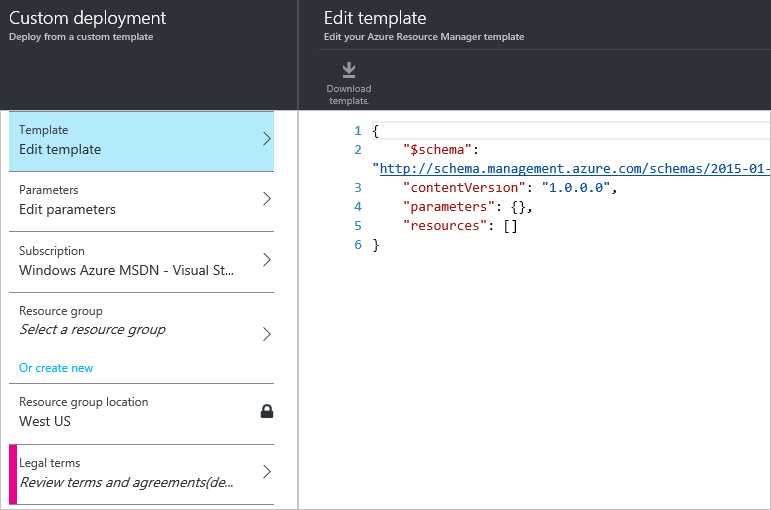 Custom deployment
Deploy from a custom template
Template
Edit template
Parameters
Edit parameters
Subscription
Windows Azure MSDN - Visual St...
Resource group
Select a resource group
Or create new
Resource group location
West US
Legal terms
Review terms and agreements(de...
Edit template
Edit your Azure Resource Manager template
Download
template
1 {
2 "$schema":
"http://schema.management.azure.com/schemas/2015-01-
3 "contentVersion": "1.0.0.0",
4 "parameters": {},
5 "resources": []
6 }